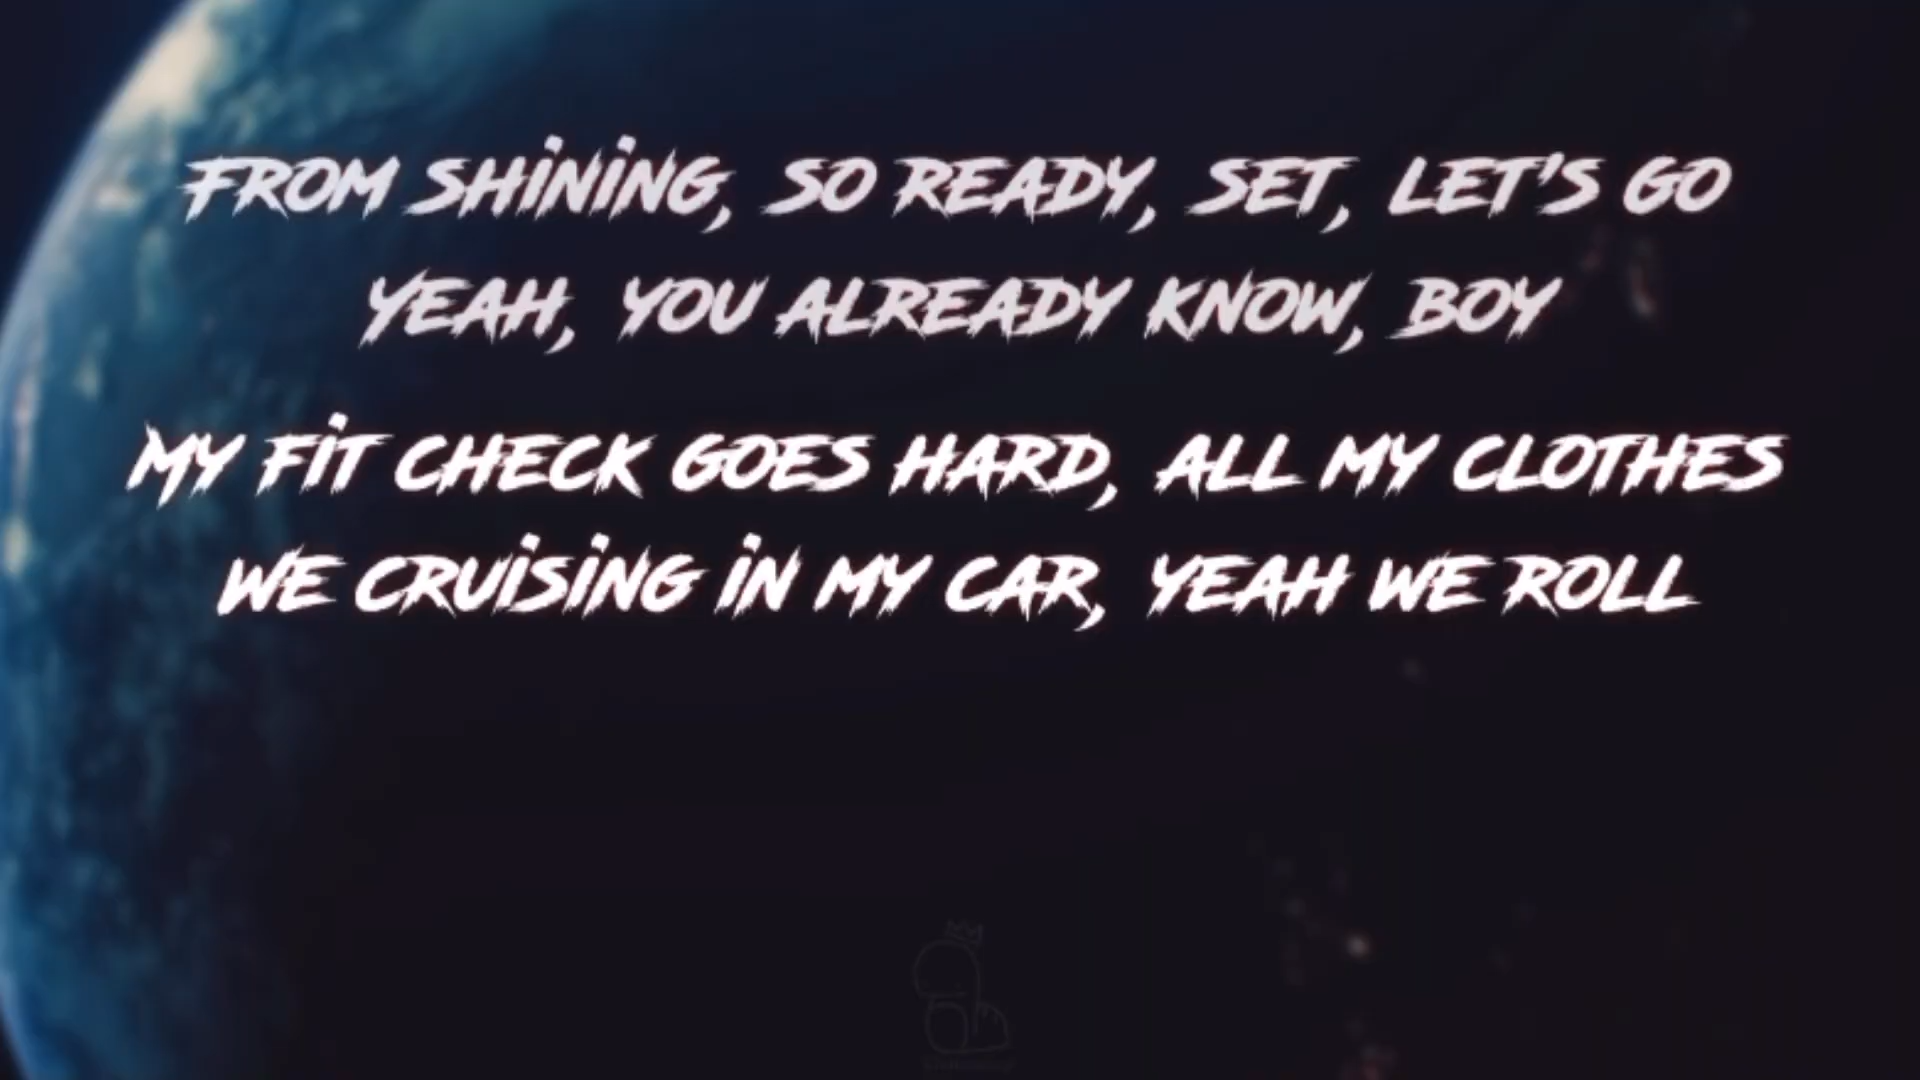 FROM SHINING, SO READY, SET, LET'S GO
YEAH, YOU ALREADY KNOW, BOY
MY FIT CHECK GOES HARD, ALL MY CLOTHES
WE CRUISING IN MY CAR, YEAH WE ROLL